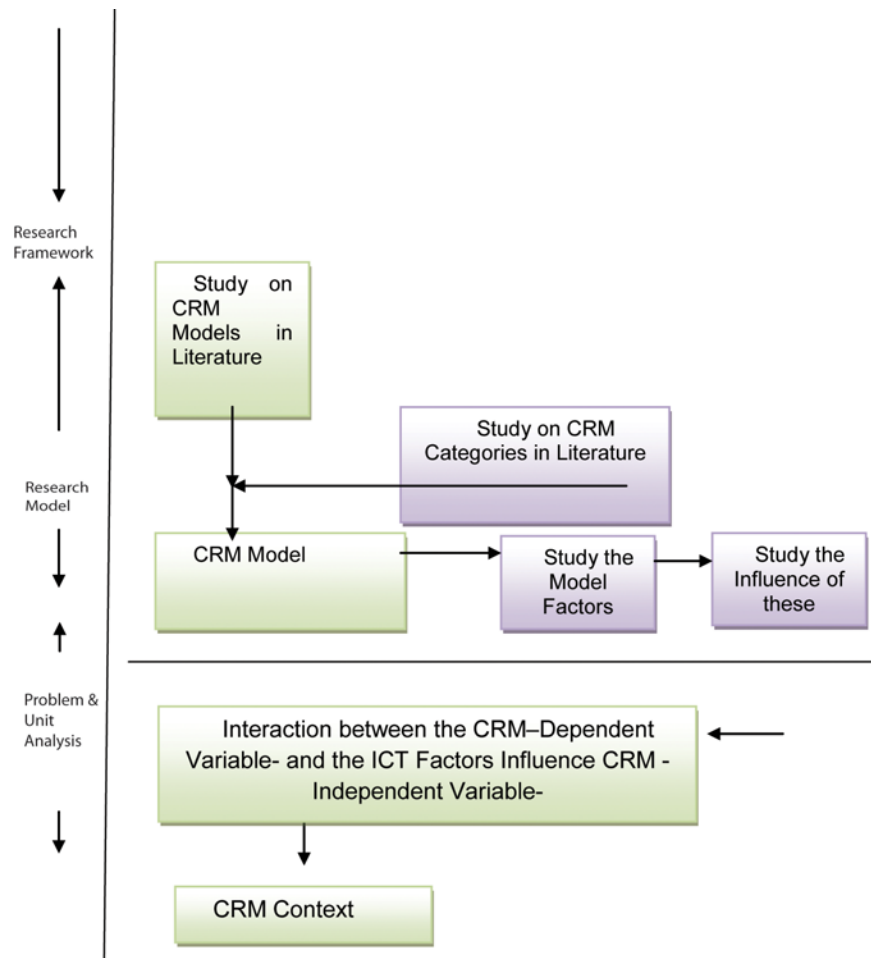 Research
Framework
Study on
CRM
Models in
Literature
Study on CRM
Categories in Literature
Research
Model
CRM Model
Study the
Model
Factors
Study the
Influence of
these
Problem &
Unit
Analysis
Interaction between the CRM–Dependent
Variable- and the ICT Factors Influence CRM -
Independent Variable-
CRM Context